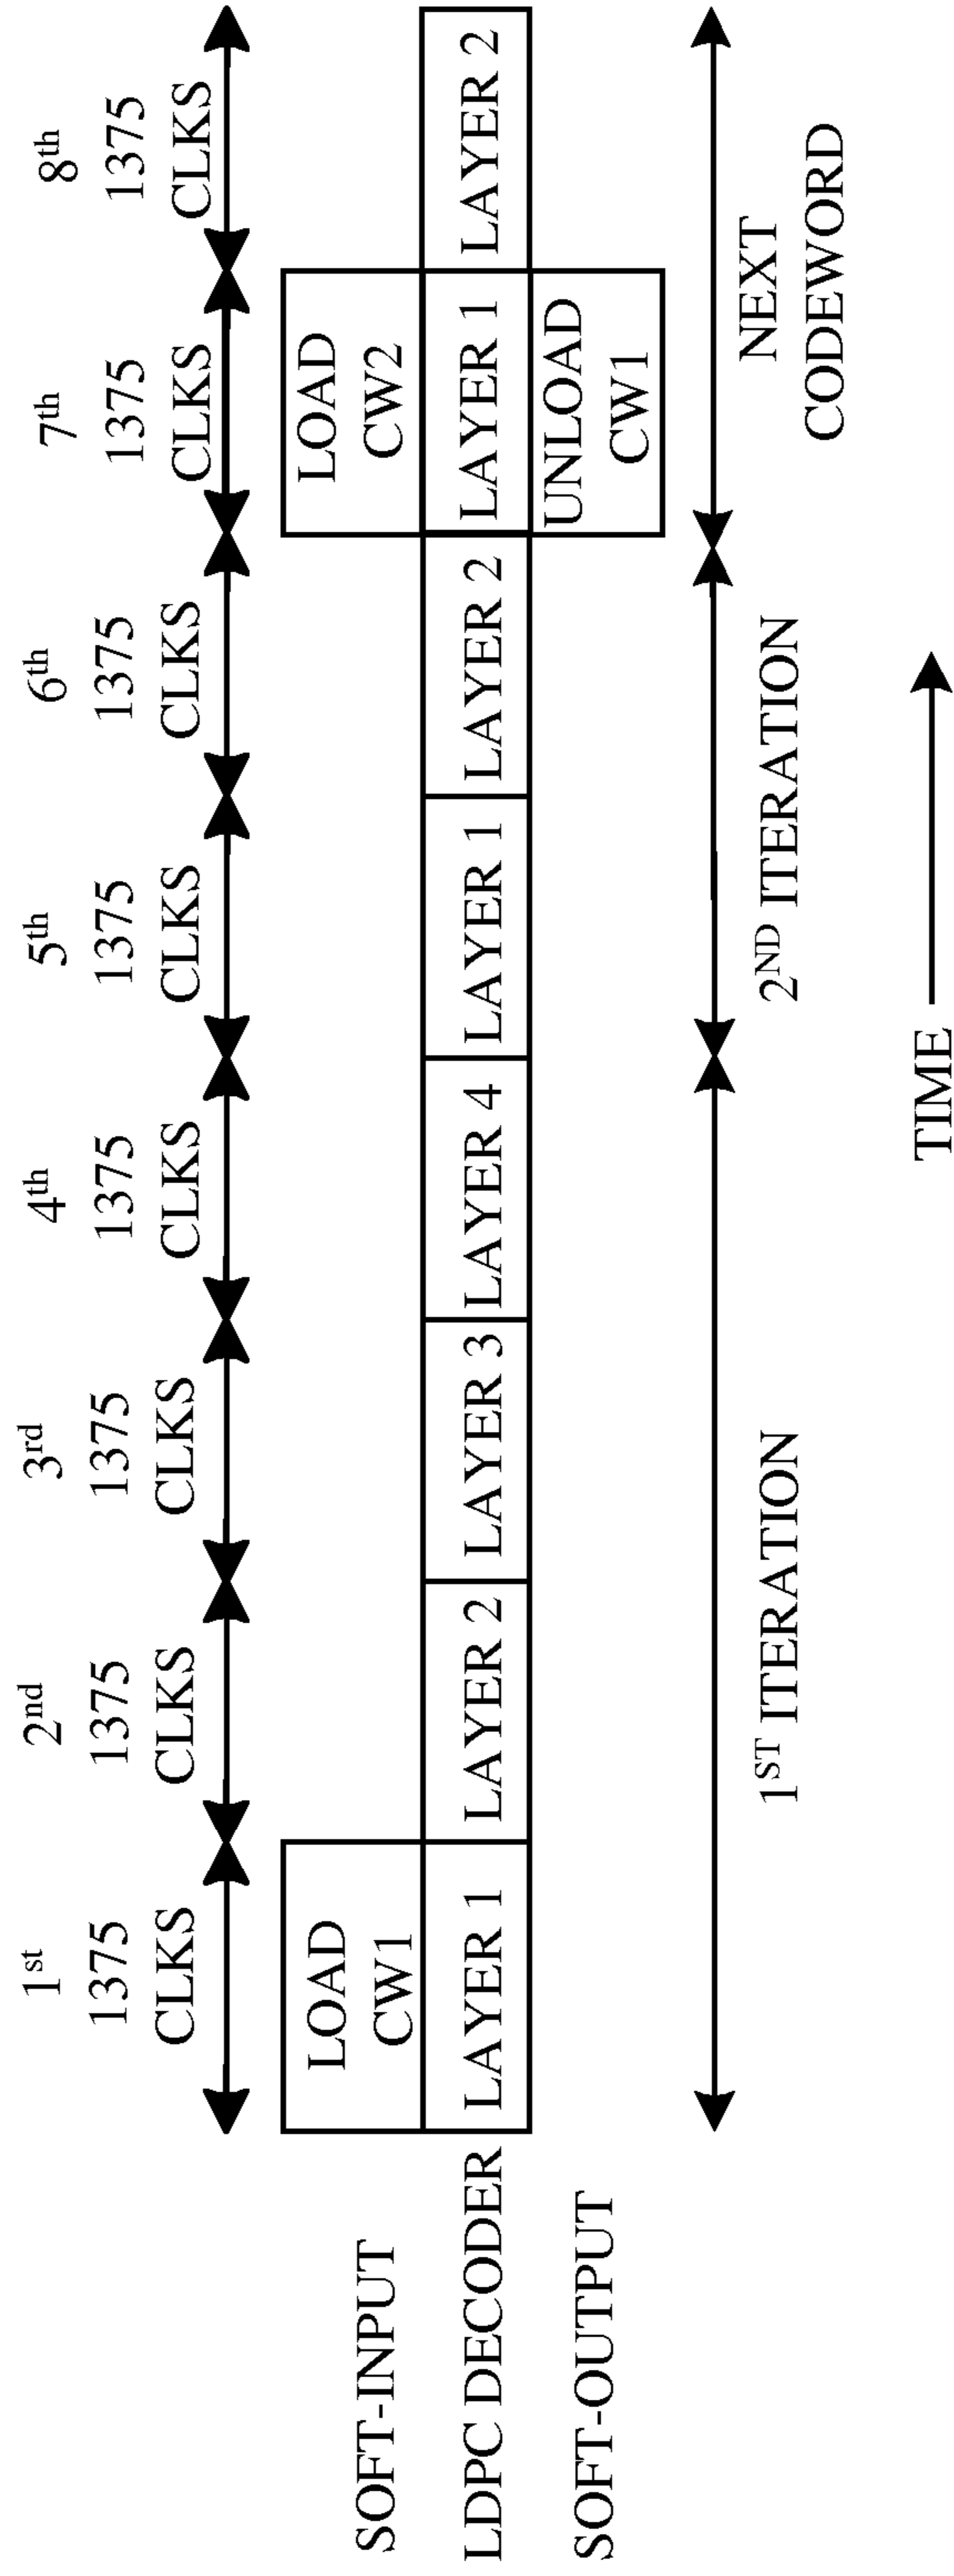 1st 2nd 3rd 4th 5th 6th 7th 8th
1375 1375 1375 1375 1375 1375 1375 1375
CLKS CLKS CLKS CLKS CLKS CLKS CLKS CLKS
SOFT-INPUT
LOAD
CW1
LOAD
CW2
LDPC DECODER
LAYER 1 LAYER 2 LAYER 3 LAYER 4 LAYER 1 LAYER 2 LAYER 1 LAYER 2
SOFT-OUTPUT
UNLOAD
CW1
1ST ITERATION
2ND ITERATION
NEXT
CODEWORD
TIME